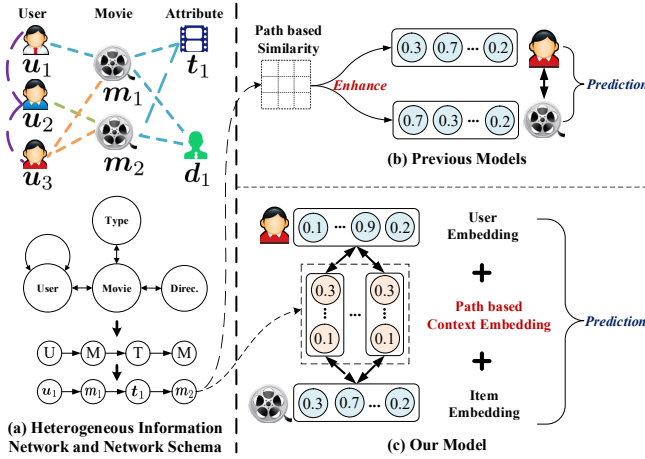 User Movie Attribute
u₁ m₁ t₁
u₂ m₂ d₁
u₃
Type
User Movie Direc.
U M T M
u₁ m₁ t₁ m₂
(a) Heterogeneous Information
Network and Network Schema
Path based
Similarity
Enhance
0.3 0.7 ... 0.2
0.7 0.3 ... 0.2
Prediction
(b) Previous Models
0.1 ... 0.9 0.2
User
Embedding
+
0.3 0.3
⋮ ... ⋮
0.1 0.1
Path based
Context Embedding
Prediction
+
0.3 0.7 ... 0.2
Item
Embedding
(c) Our Model